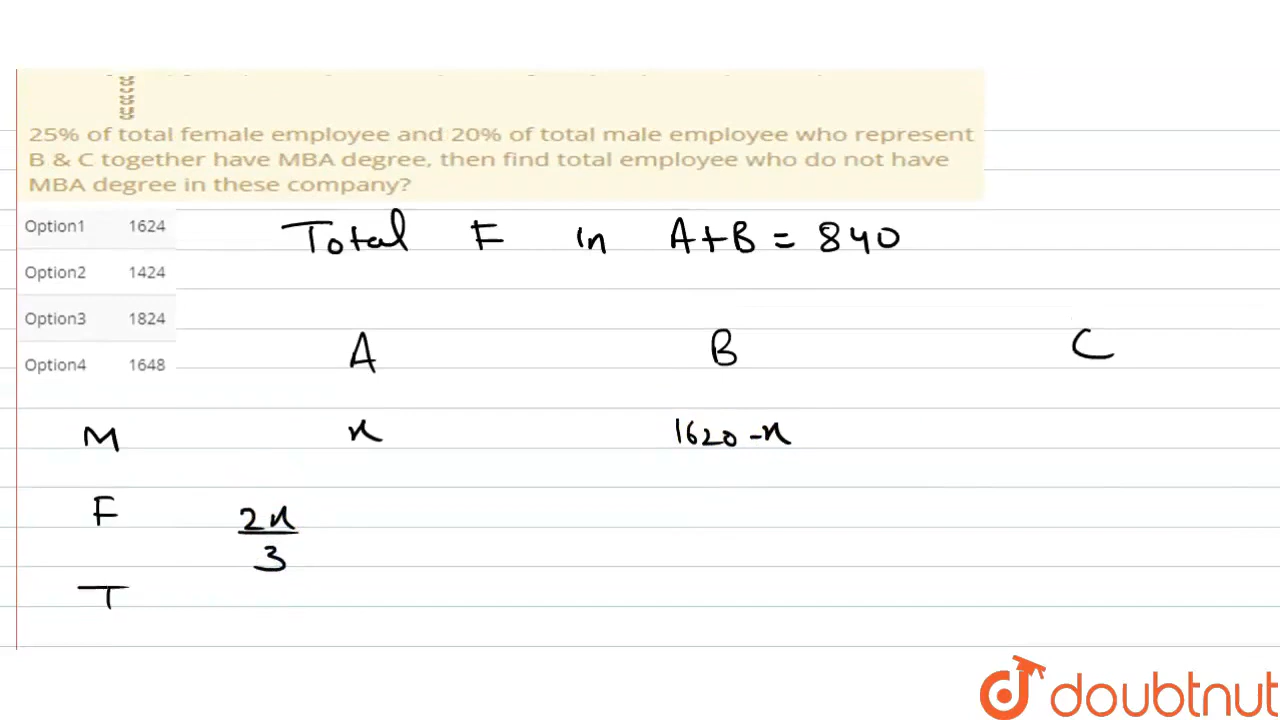 25% of total female employee and 20% of total male employee who represent
B & C together have MBA degree, then find total employee who do not have
MBA degree in these company?
Option1 1624
Option2 1424
Option3 1824
Option4 1648
Total F in A+B = 840
A B C
M x 1620-x
F 2x/3
T
doubtnut